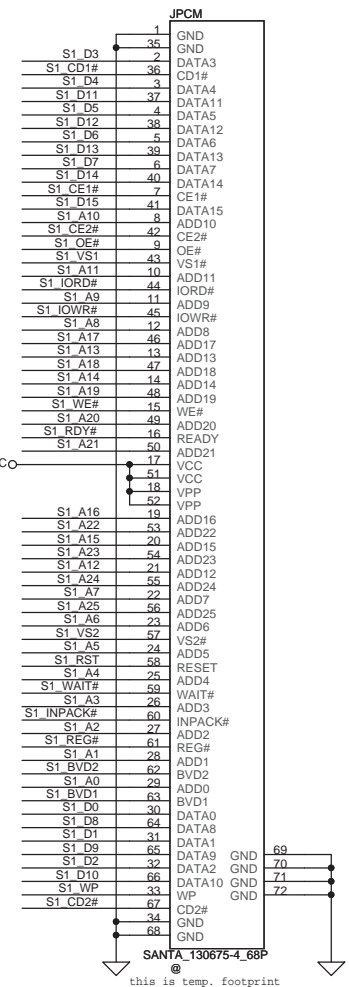 JPCM
1 GND
35 GND
S1_D3 2 DATA3
S1_CD1# 36 CD1#
S1_D4 3 DATA4
S1_D11 37 DATA11
S1_D5 4 DATA5
S1_D12 38 DATA12
S1_D6 5 DATA6
S1_D13 39 DATA13
S1_D7 6 DATA7
S1_D14 40 DATA14
S1_CE1# 7 CE1#
S1_D15 41 DATA15
S1_A10 8 ADD10
S1_CE2# 42 CE2#
S1_OE# 9 OE#
S1_VS1 43 VS1#
S1_A11 10 ADD11
S1_IORD# 44 IORD#
S1_A9 11 ADD9
S1_IOWR# 45 IOWR#
S1_A8 12 ADD8
S1_A17 46 ADD17
S1_A13 13 ADD13
S1_A18 47 ADD18
S1_A14 14 ADD14
S1_A19 48 ADD19
S1_WE# 15 WE#
S1_A20 49 ADD20
S1_RDY# 16 READY
S1_A21 50 ADD21
C 17 VCC
51 VCC
18 VPP
52 VPP
S1_A16 19 ADD16
S1_A22 53 ADD22
S1_A15 20 ADD15
S1_A23 54 ADD23
S1_A12 21 ADD12
S1_A24 55 ADD24
S1_A7 22 ADD7
S1_A25 56 ADD25
S1_A6 23 ADD6
S1_VS2 57 VS2#
S1_A5 24 ADD5
S1_RST 58 RESET
S1_A4 25 ADD4
S1_WAIT# 59 WAIT#
S1_A3 26 ADD3
S1_INPACK# 60 INPACK#
S1_A2 27 ADD2
S1_REG# 61 REG#
S1_A1 28 ADD1
S1_BVD2 62 BVD2
S1_A0 29 ADD0
S1_BVD1 63 BVD1
S1_D0 30 DATA0
S1_D8 64 DATA8
S1_D1 31 DATA1
S1_D9 65 DATA9 GND 69
S1_D2 32 DATA2 GND 70
S1_D10 66 DATA10 GND 71
S1_WP 33 WP GND 72
S1_CD2# 67 CD2#
34 GND
68 GND
SANTA_130675-4_68P
@
this is temp. footprint